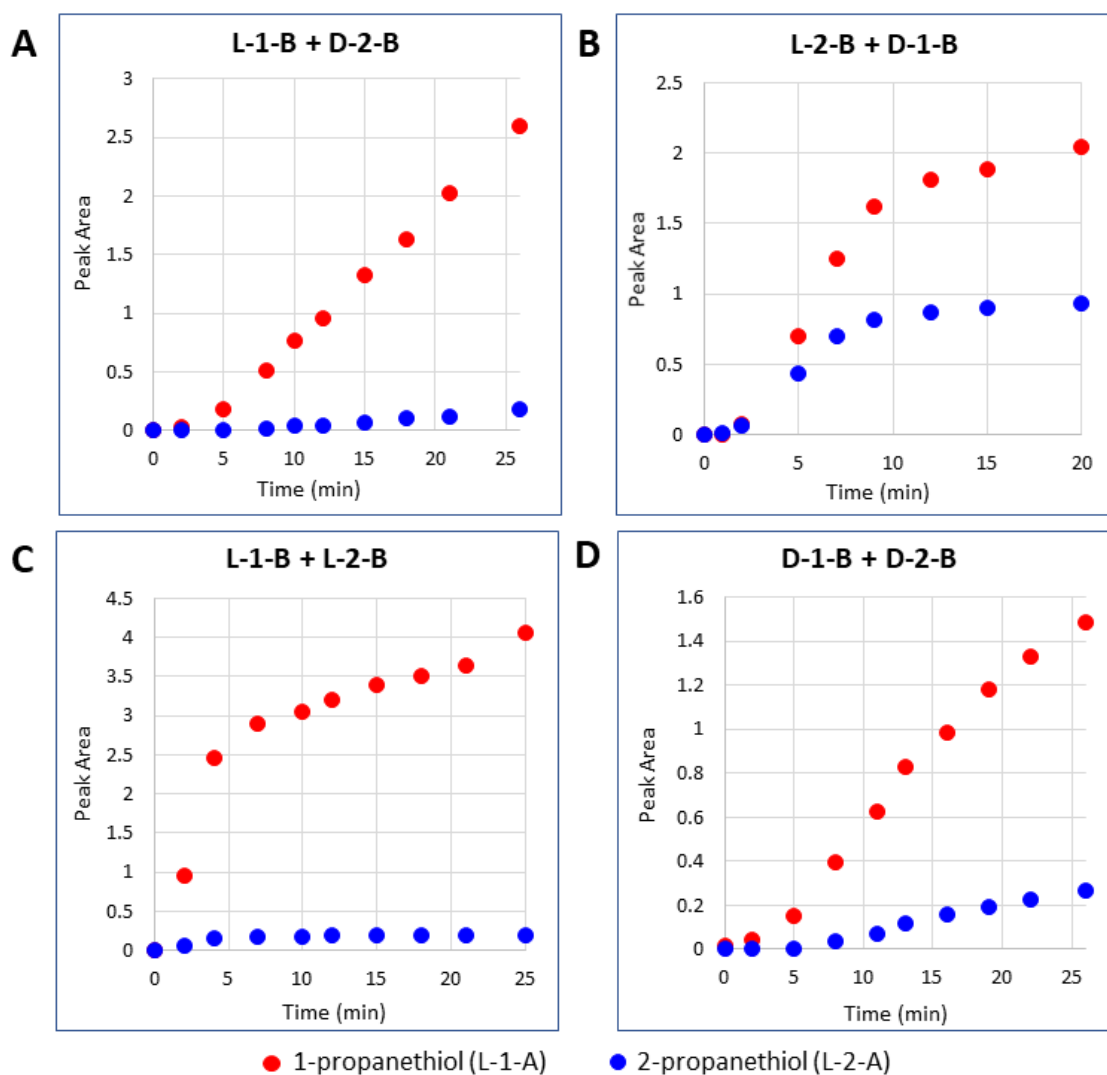 A
L-1-B + D-2-B
3
2.5
2
1.5
1
0.5
0
Peak Area
0 5 10 15 20 25
Time (min)
B
L-2-B + D-1-B
2.5
2
1.5
1
0.5
0
Peak Area
0 5 10 15 20
Time (min)
C
L-1-B + L-2-B
4.5
4
3.5
3
2.5
2
1.5
1
0.5
0
Peak Area
0 5 10 15 20 25
Time (min)
D
D-1-B + D-2-B
1.6
1.4
1.2
1
0.8
0.6
0.4
0.2
0
Peak Area
0 5 10 15 20 25
Time (min)
1-propanethiol (L-1-A) 2-propanethiol (L-2-A)